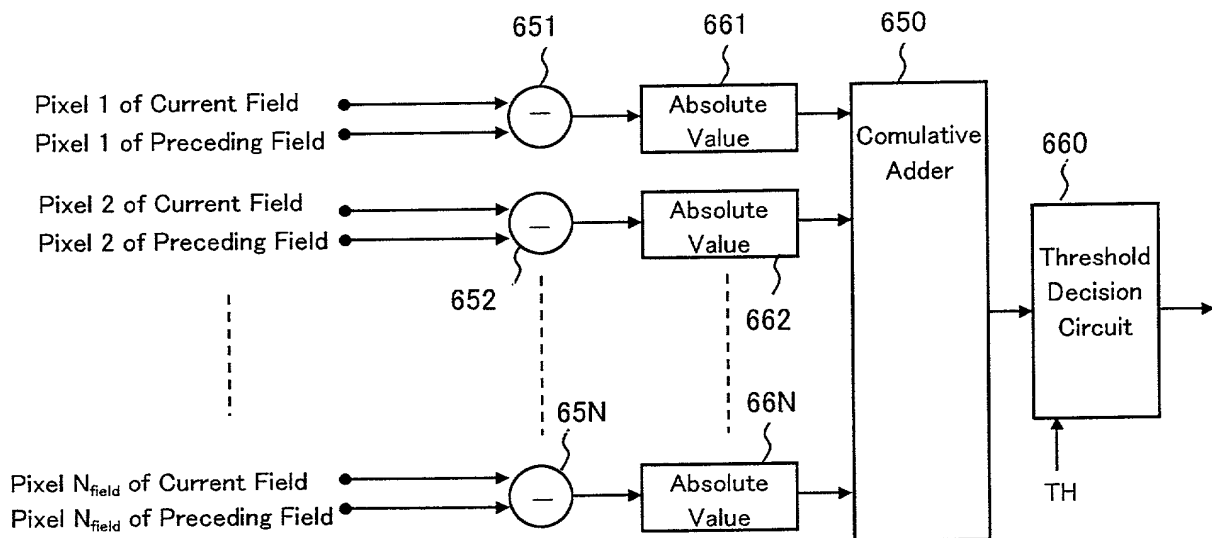 651
661
650
Pixel 1 of Current Field
Pixel 1 of Preceding Field
Absolute
Value
Comulative
Adder
660
Pixel 2 of Current Field
Pixel 2 of Preceding Field
Absolute
Value
652
662
Threshold
Decision
Circuit
65N
66N
Pixel Nfield of Current Field
Pixel Nfield of Preceding Field
Absolute
Value
TH